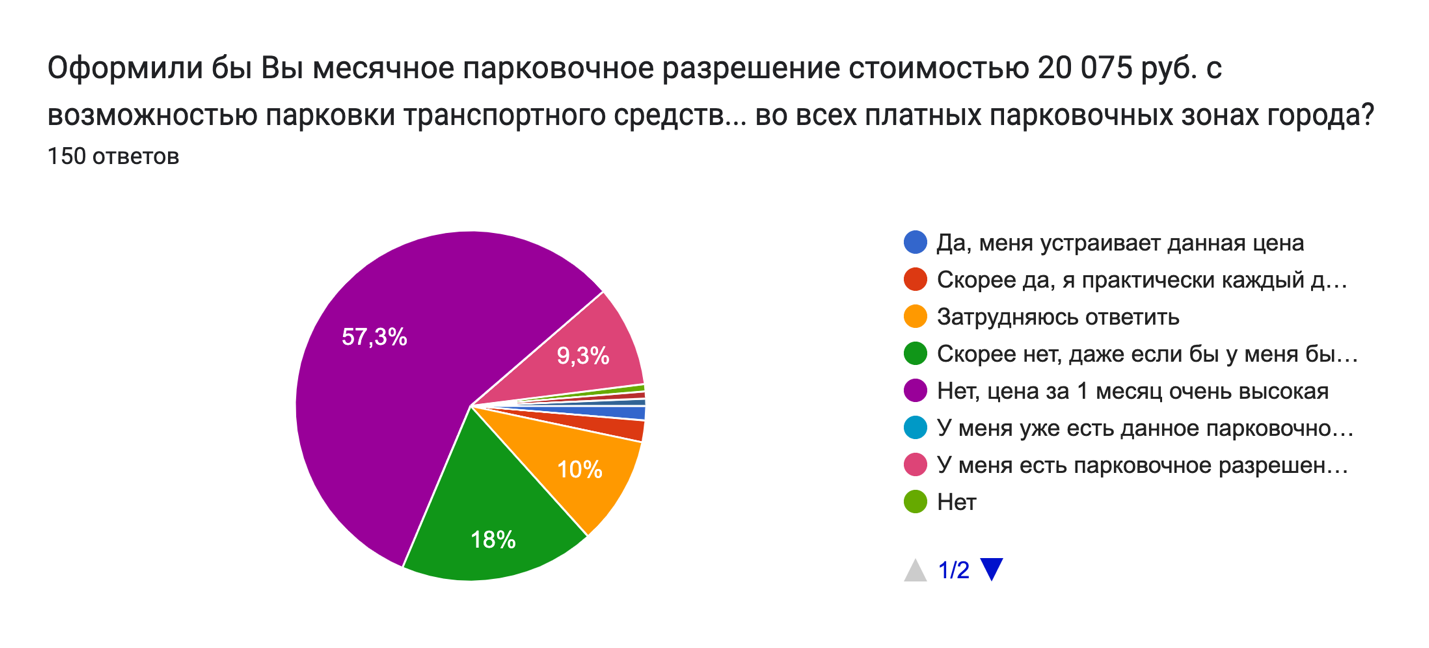 Оформили бы Вы месячное парковочное разрешение стоимостью 20 075 руб. с
возможностью парковки транспортного средств... во всех платных парковочных зонах города?
150 ответов
57,3%
9,3%
10%
18%
Да, меня устраивает данная цена
Скорее да, я практически каждый д...
Затрудняюсь ответить
Скорее нет, даже если бы у меня бы...
Нет, цена за 1 месяц очень высокая
У меня уже есть данное парковочно...
У меня есть парковочное разрешен...
Нет
1/2